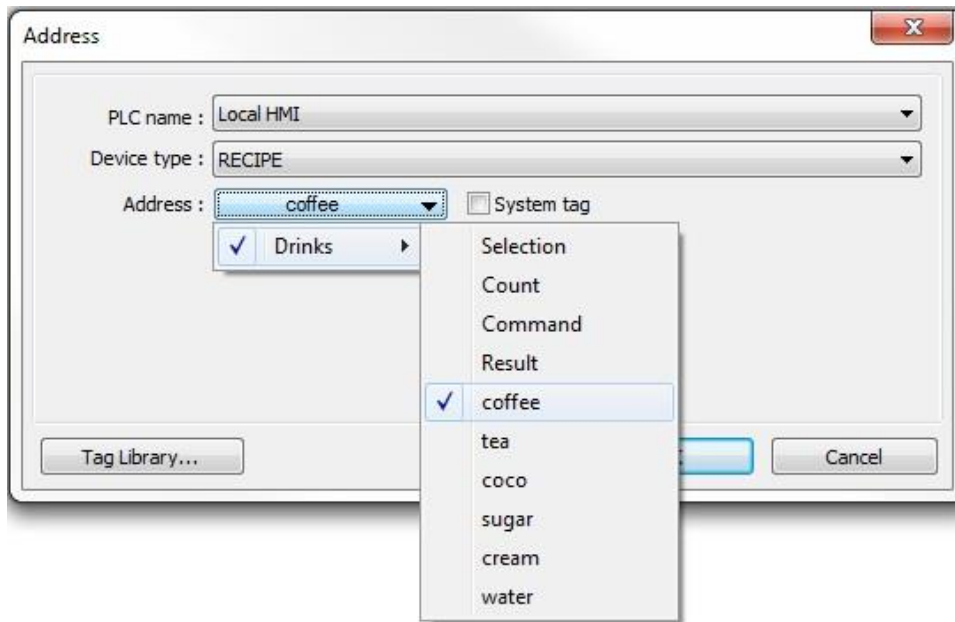 Address
PLC name : Local HMI
Device type : RECIPE
Address : coffee System tag
Drinks
Selection
Count
Command
Result
coffee
tea
coco
sugar
cream
water
Tag Library...
Cancel